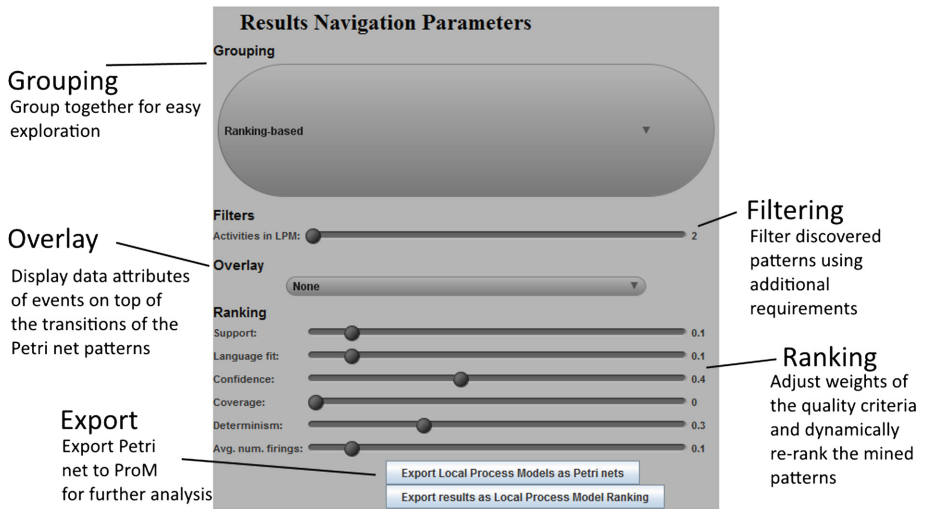 Results Navigation Parameters
Grouping
Grouping
Group together for easy
exploration
Ranking-based
Filters
Activities in LPM: 2
Filtering
Filter discovered
patterns using
additional
requirements
Overlay
Display data attributes
of events on top of
the transitions of the
Petri net patterns
Overlay
None
Ranking
Support: 0.1
Language fit: 0.1
Confidence: 0.4
Coverage: 0
Determinism: 0.3
Avg. num. firings: 0.1
Ranking
Adjust weights of
the quality criteria
and dynamically
re-rank the mined
patterns
Export
Export Petri
net to ProM
for further analysis
Export Local Process Models as Petri nets
Export results as Local Process Model Ranking